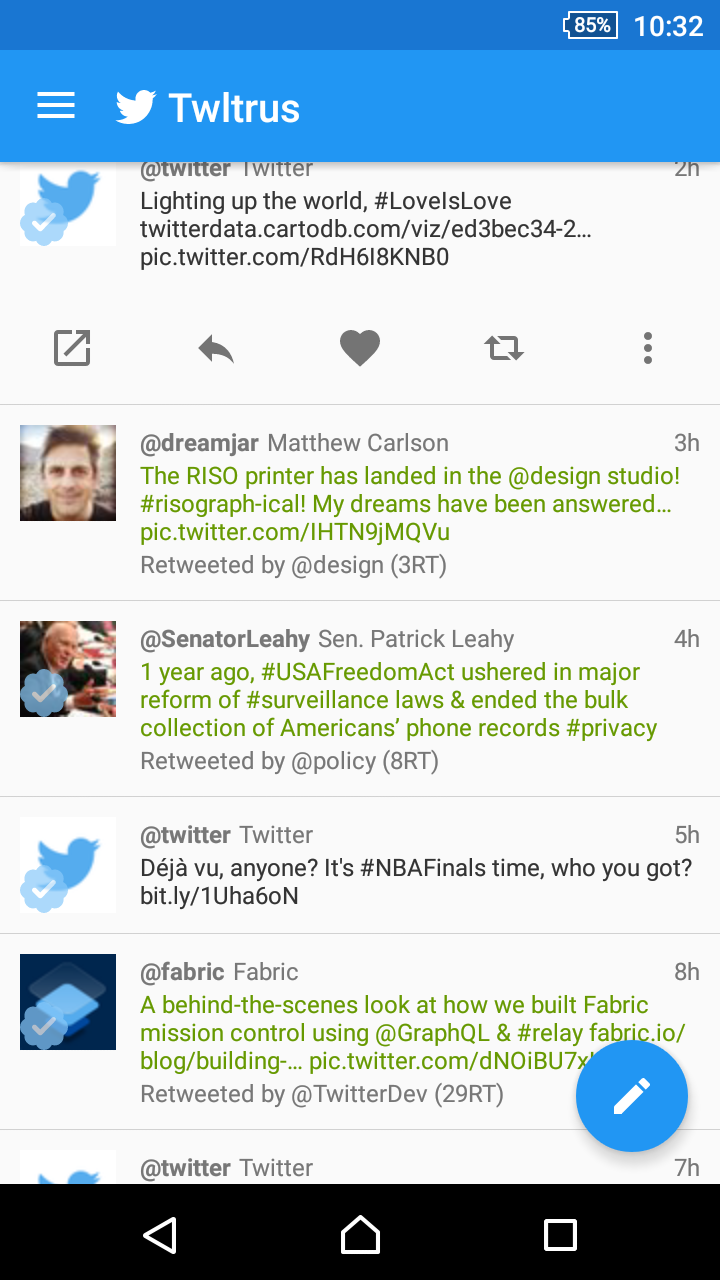 85% 10:32
Twltrus
@twitter Twitter 2h
Lighting up the world, #LoveIsLove
twitterdata.cartodb.com/viz/ed3bec34-2…
pic.twitter.com/RdH6I8KNB0
@dreamjar Matthew Carlson 3h
The RISO printer has landed in the @design studio!
#risograph-ical! My dreams have been answered…
pic.twitter.com/IHTN9jMQVu
Retweeted by @design (3RT)
@SenatorLeahy Sen. Patrick Leahy 4h
1 year ago, #USAFreedomAct ushered in major
reform of #surveillance laws & ended the bulk
collection of Americans’ phone records #privacy
Retweeted by @policy (8RT)
@twitter Twitter 5h
Déjà vu, anyone? It's #NBAFinals time, who you got?
bit.ly/1Uha6oN
@fabric Fabric 8h
A behind-the-scenes look at how we built Fabric
mission control using @GraphQL & #relay fabric.io/
blog/building-… 
Retweeted by @TwitterDev (29RT)
@twitter Twitter 7h